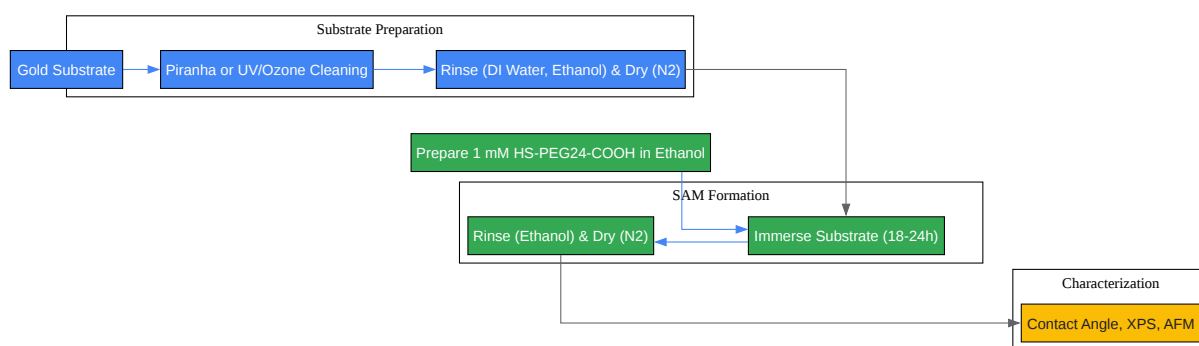 Substrate Preparation
Gold Substrate
Piranha or UV/Ozone Cleaning
Rinse (DI Water, Ethanol) & Dry (N2)
Prepare 1 mM HS-PEG24-COOH in Ethanol
SAM Formation
Rinse (Ethanol) & Dry (N2)
Immerse Substrate (18-24h)
Characterization
Contact Angle, XPS, AFM